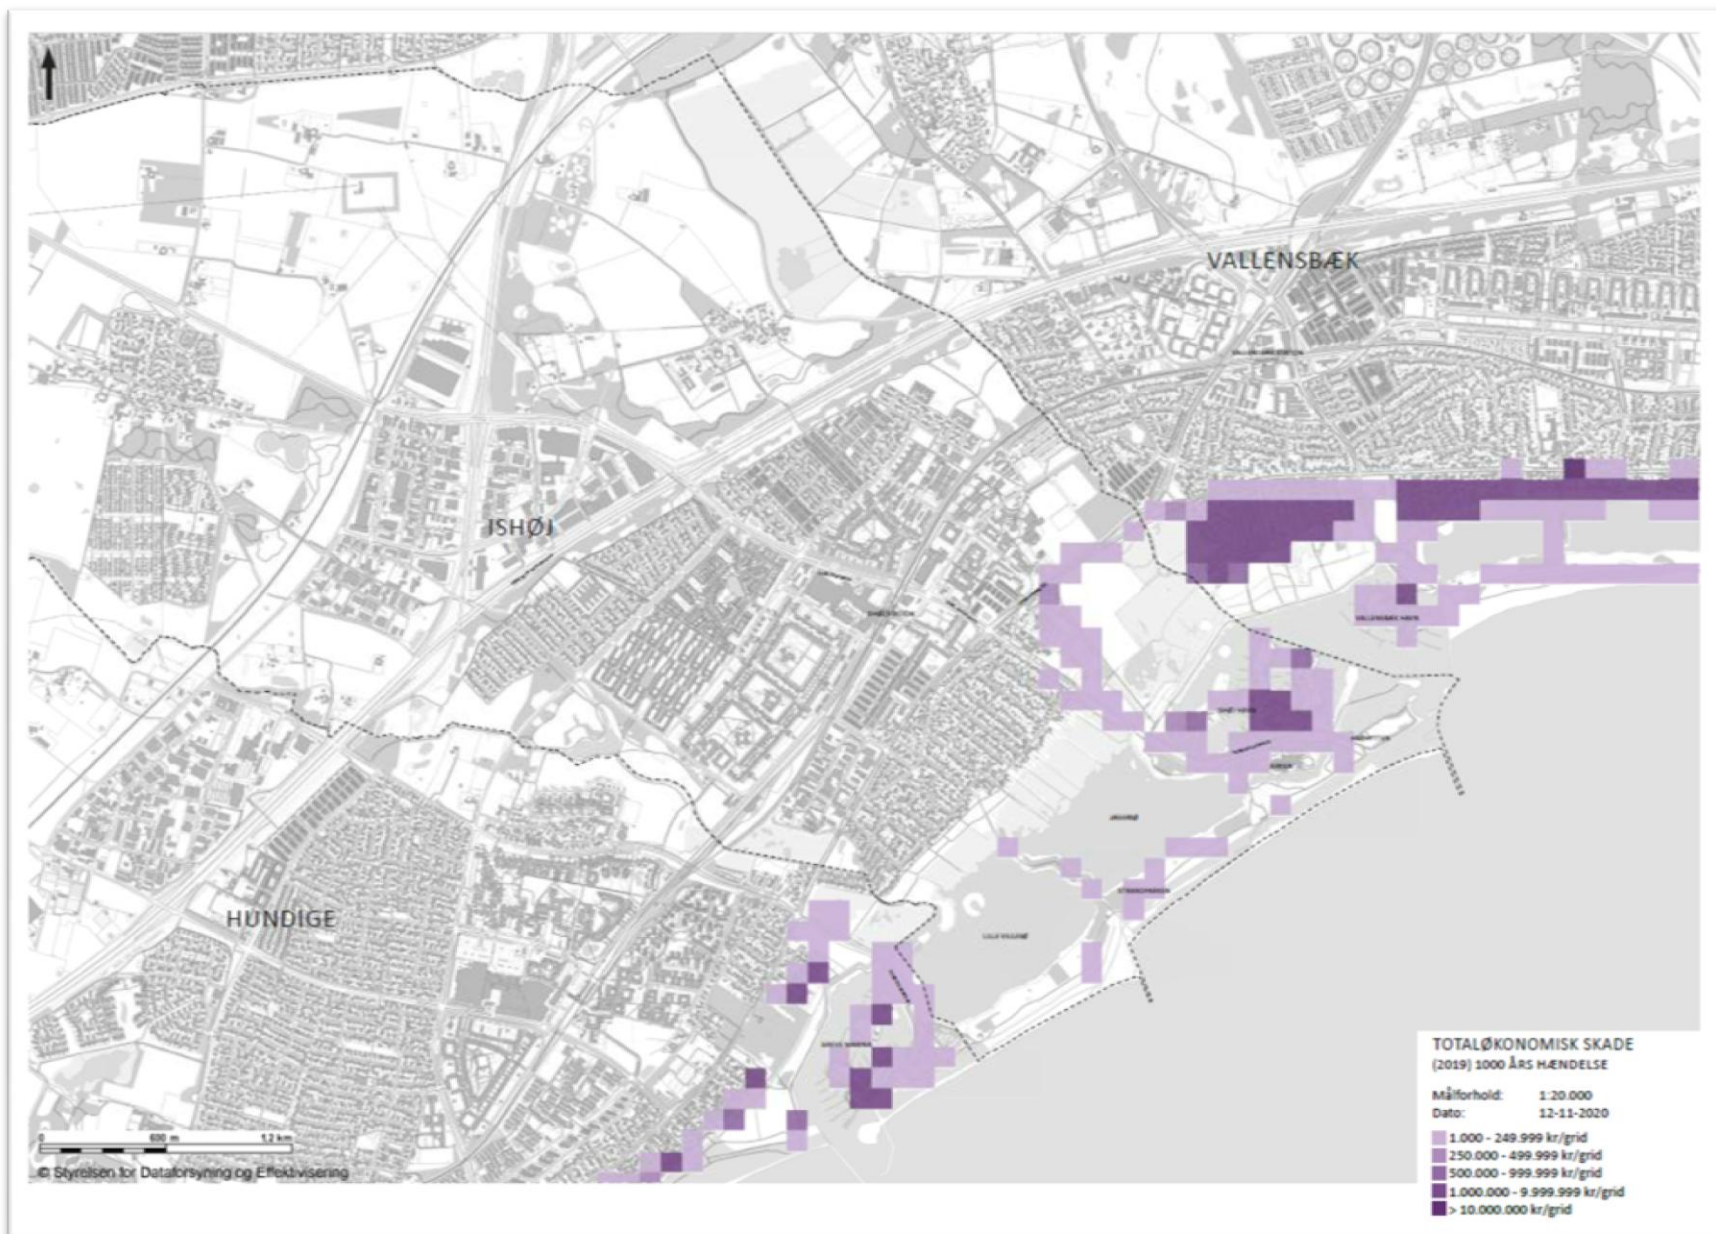 VALLENSBÆK
ISHØJ
VALLENSBÆK HAVN
HUNDIGE
TOTALØKONOMISK SKADE
(2019) 1000 ÅRS HÆNDELSE
Målforhold: 1:20.000
Dato: 12-11-2020
1.000 - 249.999 kr/grid
250.000 - 499.999 kr/grid
500.000 - 999.999 kr/grid
1.000.000 - 9.999.999 kr/grid
> 10.000.000 kr/grid
0 600 m 1,2 km
© Styrelsen for Dataforsyning og Effektivisering